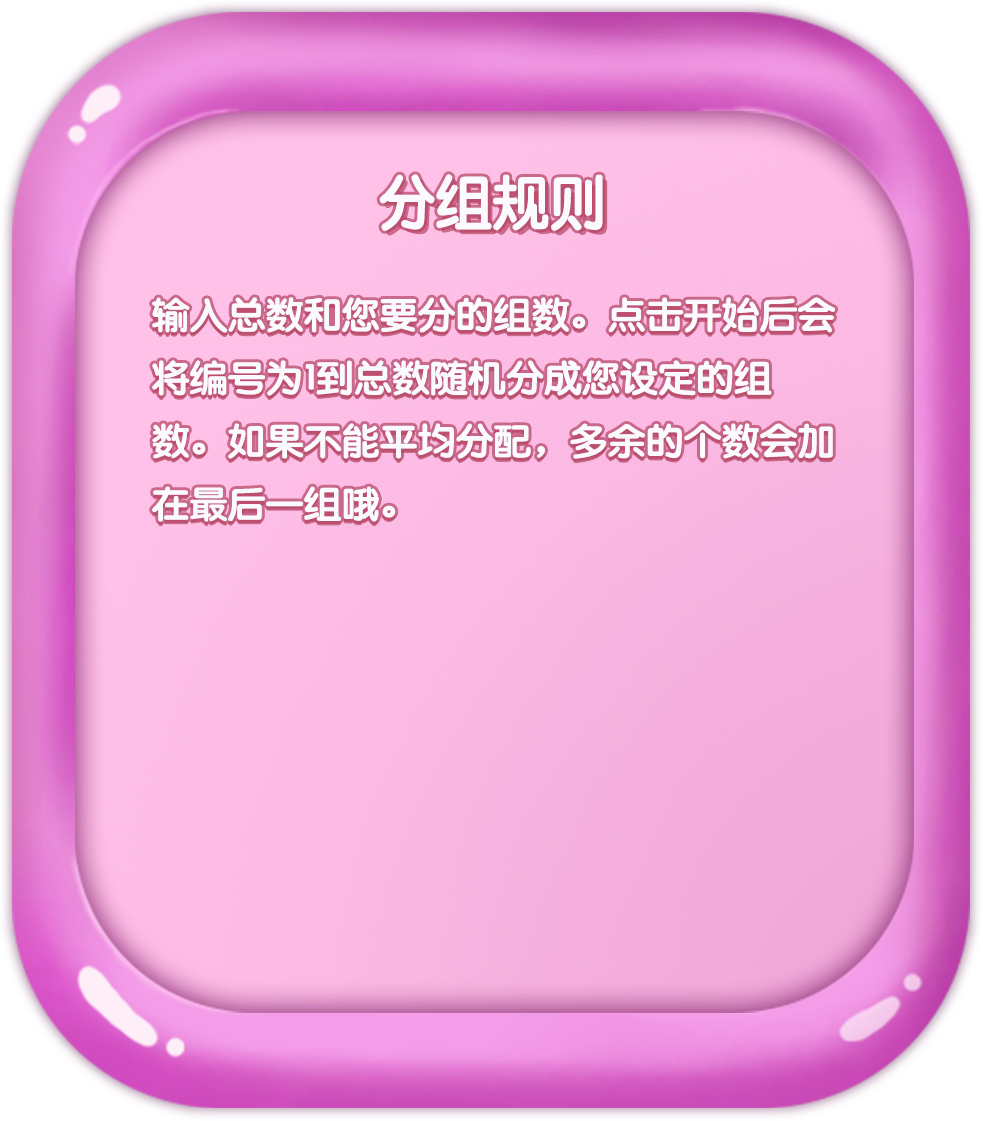 分组规则
输入总数和您要分的组数。点击开始后会
将编号为1到总数随机分成您设定的组
数。如果不能平均分配，多余的个数会加
在最后一组哦。